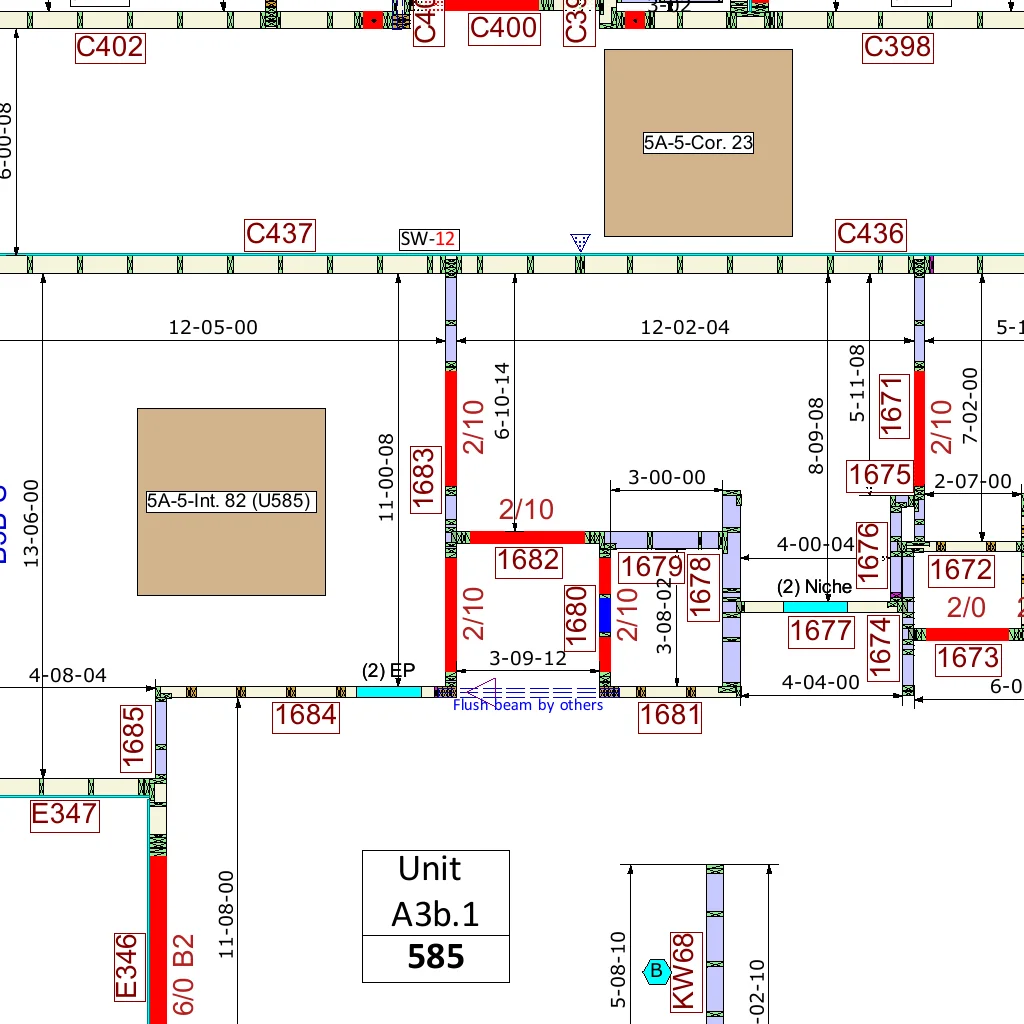 C402
C400
C398
6-00-08
5A-5-Cor. 23
C437
SW-12
C436
12-05-00
12-02-04
2/10
6-10-14
5-11-08
8-09-08
1671
2/10
7-02-00
11-00-08
1683
13-06-00
5A-5-Int. 82 (U585)
3-00-00
1675
2-07-00
2/10
1682
1679
1678
4-00-04
1676
1672
2/10
1680
2/10
3-08-02
(2) Niche
1677
1674
2/0
1673
3-09-12
4-08-04
(2) EP
4-04-00
1684
Flush beam by others
1681
1685
E347
11-08-00
Unit
A3b.1
585
E346
6/0 B2
5-08-10
B
KW68